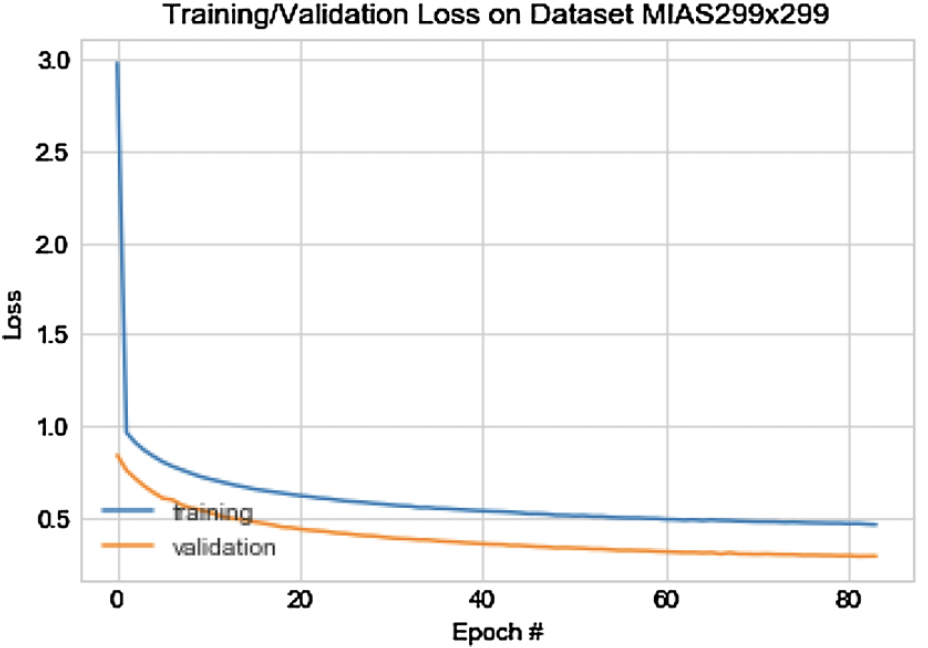 Training/Validation Loss on Dataset MIAS299x299
3.0
2.5
2.0
1.5
1.0
0.5
Loss
training
validation
0 20 40 60 80
Epoch #